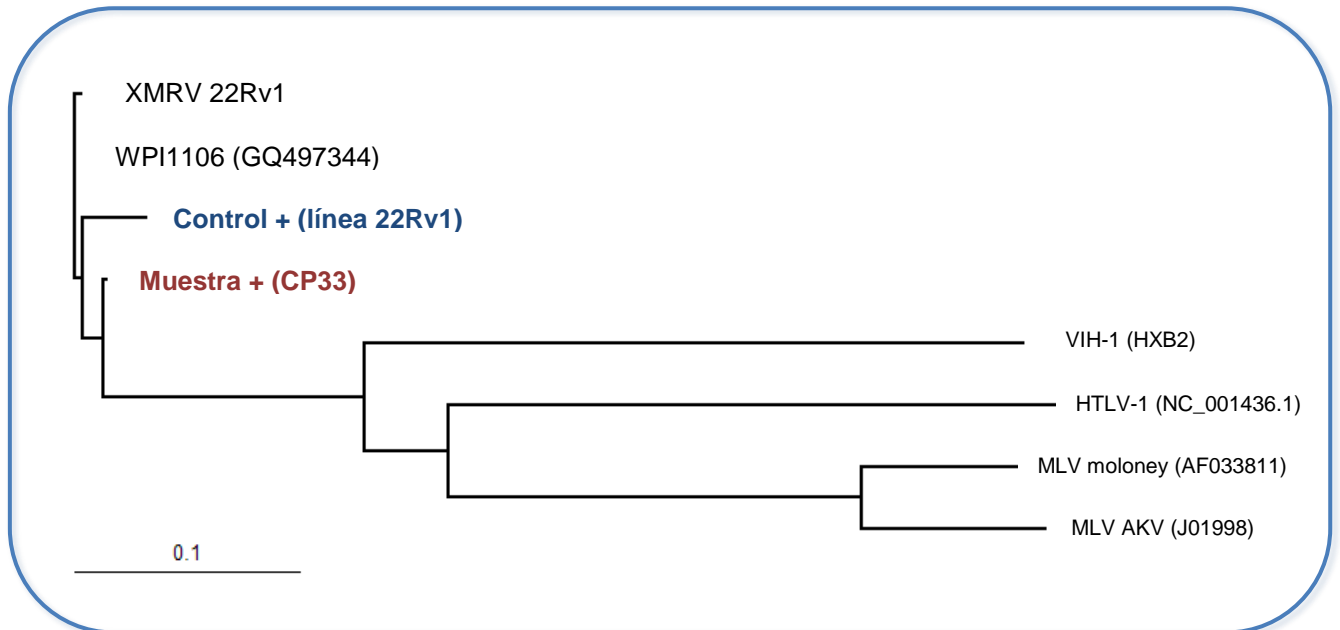 XMRV 22Rv1
WPI1106 (GQ497344)
Control + (línea 22Rv1)
Muestra + (CP33)
VIH-1 (HXB2)
HTLV-1 (NC_001436.1)
MLV moloney (AF033811)
MLV AKV (J01998)
0.1